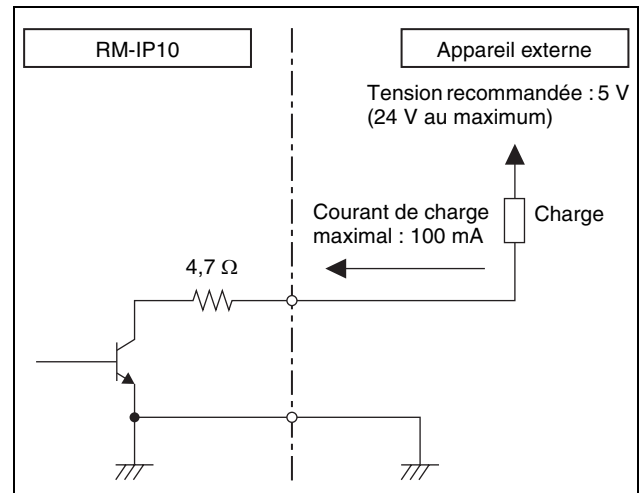 RM-IP10
Appareil externe
Tension recommandée : 5 V
(24 V au maximum)
Courant de charge
maximal : 100 mA
Charge
4,7 Ω